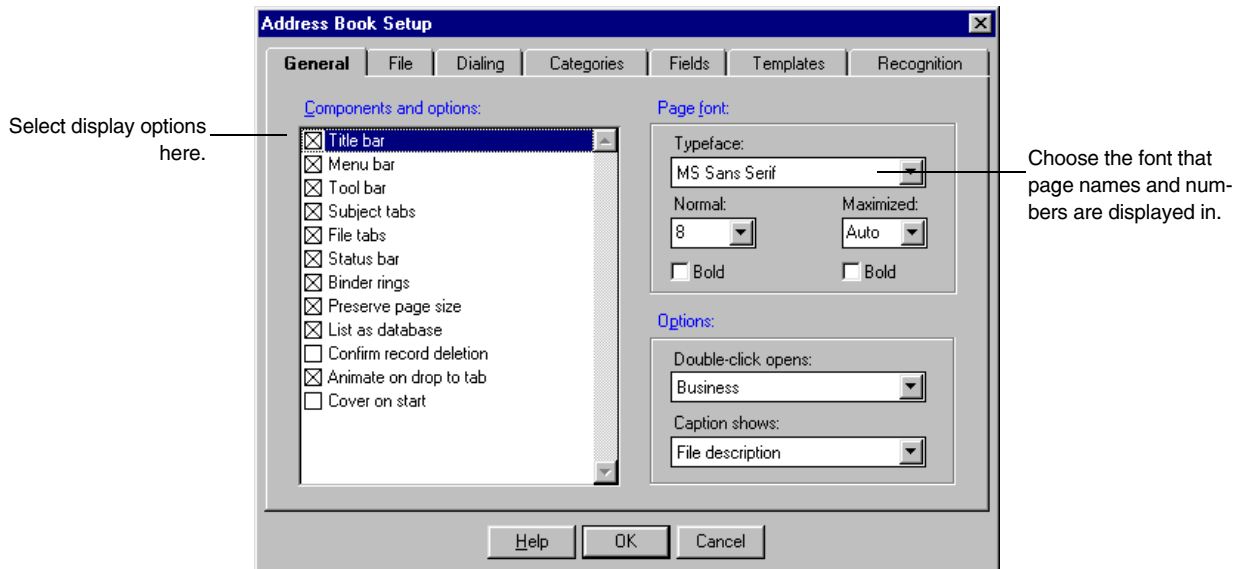 Address Book Setup
General File Dialing Categories Fields Templates Recognition
Select display options
here.
Components and options:
Title bar
Menu bar
Tool bar
Subject tabs
File tabs
Status bar
Binder rings
Preserve page size
List as database
Confirm record deletion
Animate on drop to tab
Cover on start
Page font:
Typeface:
MS Sans Serif
Normal: Maximized:
8 Auto
Bold Bold
Choose the font that
page names and num-
bers are displayed in.
Options:
Double-click opens:
Business
Caption shows:
File description
Help OK Cancel